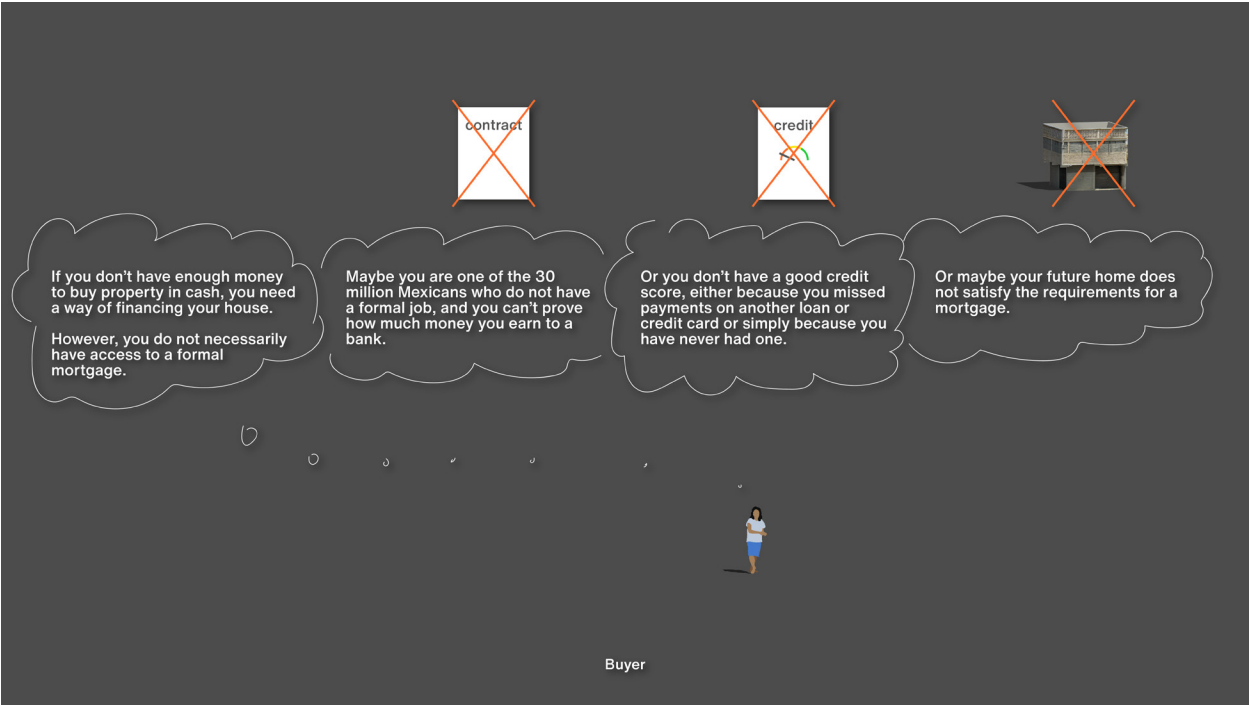 contract
credit
If you don't have enough money
to buy property in cash, you need
a way of financing your house.
However, you do not necessarily
have access to a formal
mortgage.
Maybe you are one of the 30
million Mexicans who do not have
a formal job, and you can't prove
how much money you earn to a
bank.
Or you don't have a good credit
score, either because you missed
payments on another loan or
credit card or simply because you
have never had one.
Or maybe your future home does
not satisfy the requirements for a
mortgage.
Buyer